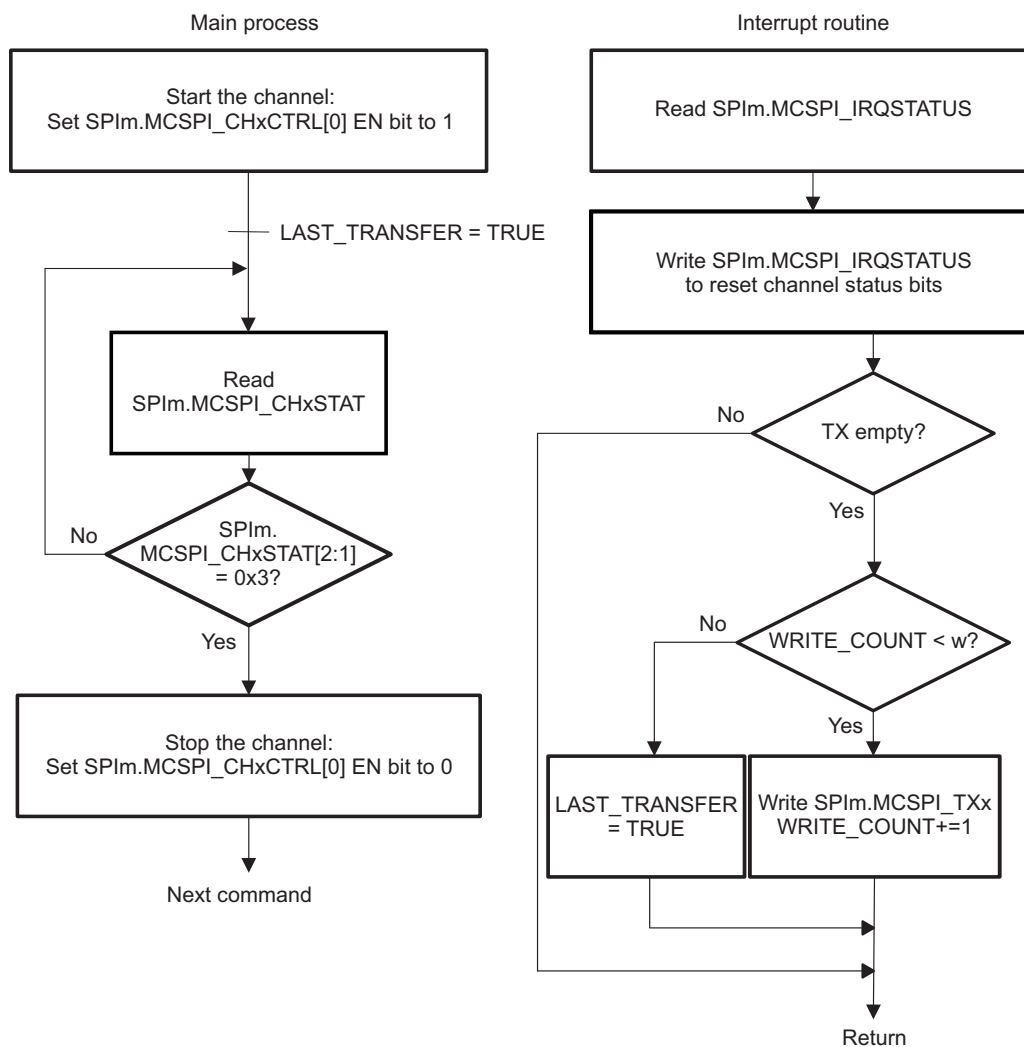 Main process
Start the channel:
Set SPIm.MCSPI_CHxCTRL[0] EN bit to 1
LAST_TRANSFER = TRUE
Read
SPIm.MCSPI_CHxSTAT
No
SPIm.
MCSPI_CHxSTAT[2:1]
= 0x3?
Yes
Stop the channel:
Set SPIm.MCSPI_CHxCTRL[0] EN bit to 0
Next command
Interrupt routine
Read SPIm.MCSPI_IRQSTATUS
Write SPIm.MCSPI_IRQSTATUS
to reset channel status bits
No
TX empty?
Yes
No
WRITE_COUNT < w?
Yes
LAST_TRANSFER
= TRUE
Write SPIm.MCSPI_TXx
WRITE_COUNT+=1
Return